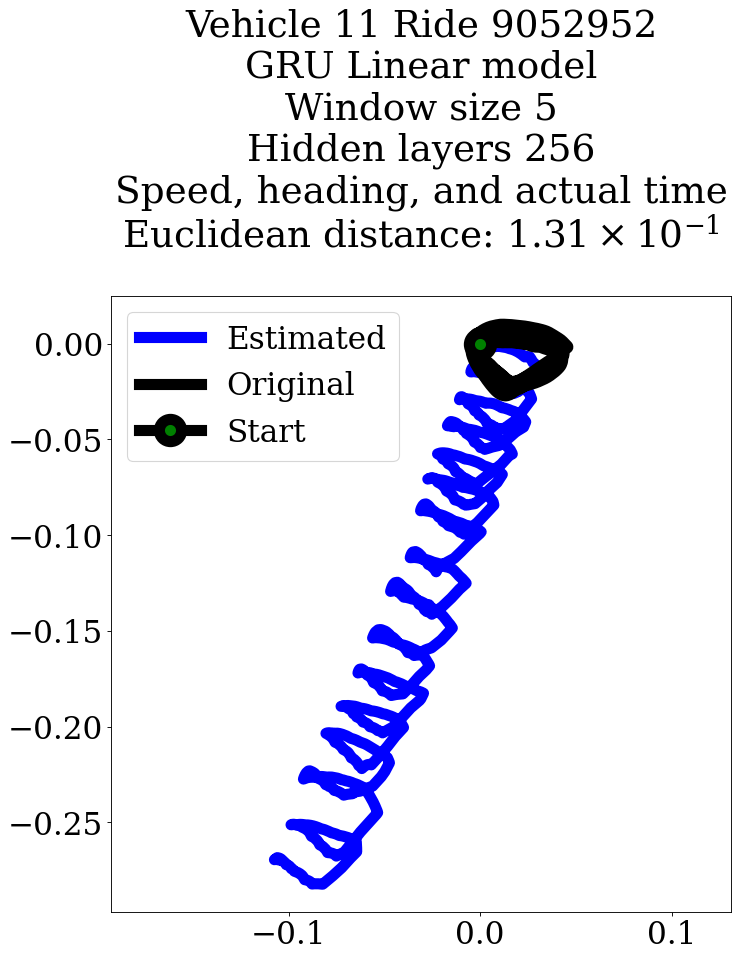 Vehicle 11 Ride 9052952
GRU Linear model
Window size 5
Hidden layers 256
Speed, heading, and actual time
Euclidean distance: 1.31 × 10⁻¹
Estimated
Original
Start
0.00
−0.05
−0.10
−0.15
−0.20
−0.25
−0.1
0.0
0.1